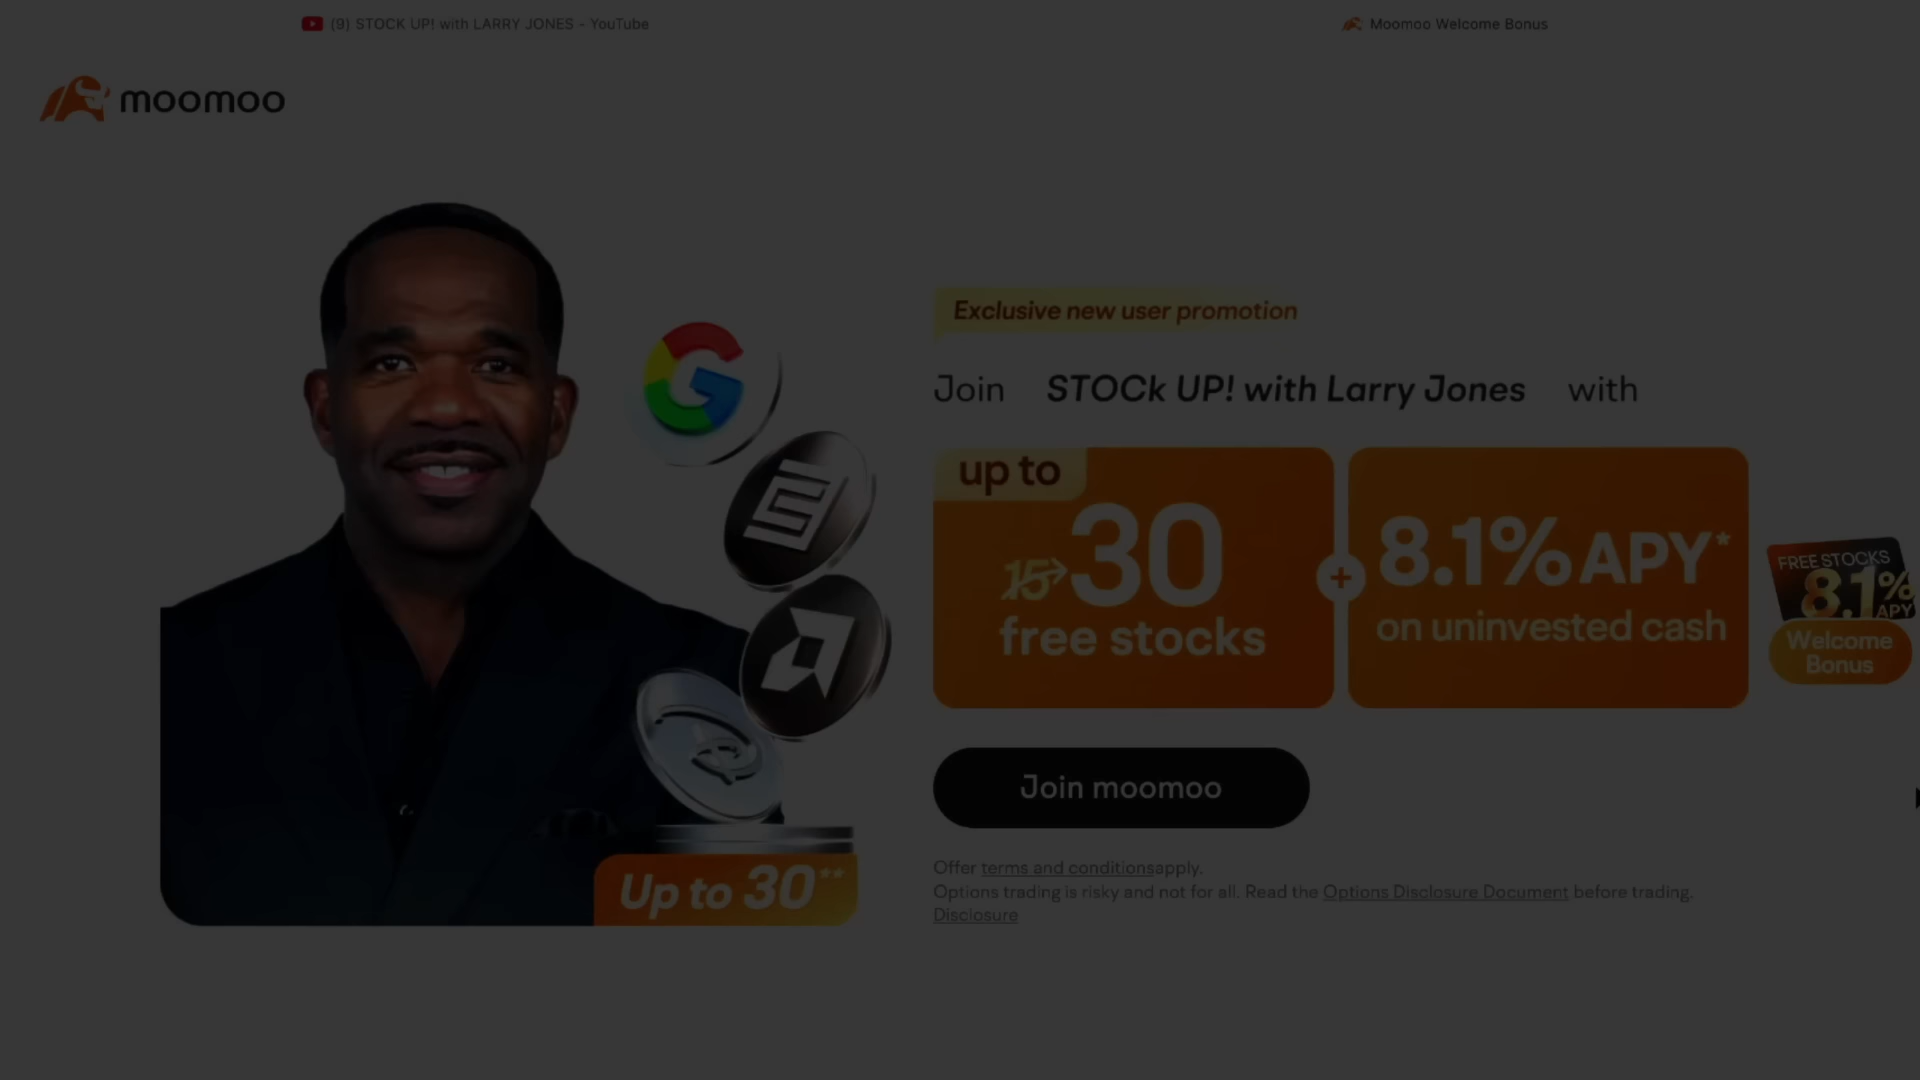 (9) STOCK UP! with LARRY JONES - YouTube
Moomoo Welcome Bonus
moomoo
Exclusive new user promotion
Join STOCk UP! with Larry Jones with
up to
15 30
free stocks
+
8.1% APY*
on uninvested cash
FREE STOCKS
8.1%
APY
Welcome
Bonus
Join moomoo
Up to 30**
Offer terms and conditionsapply.
Options trading is risky and not for all. Read the Options Disclosure Document before trading.
Disclosure